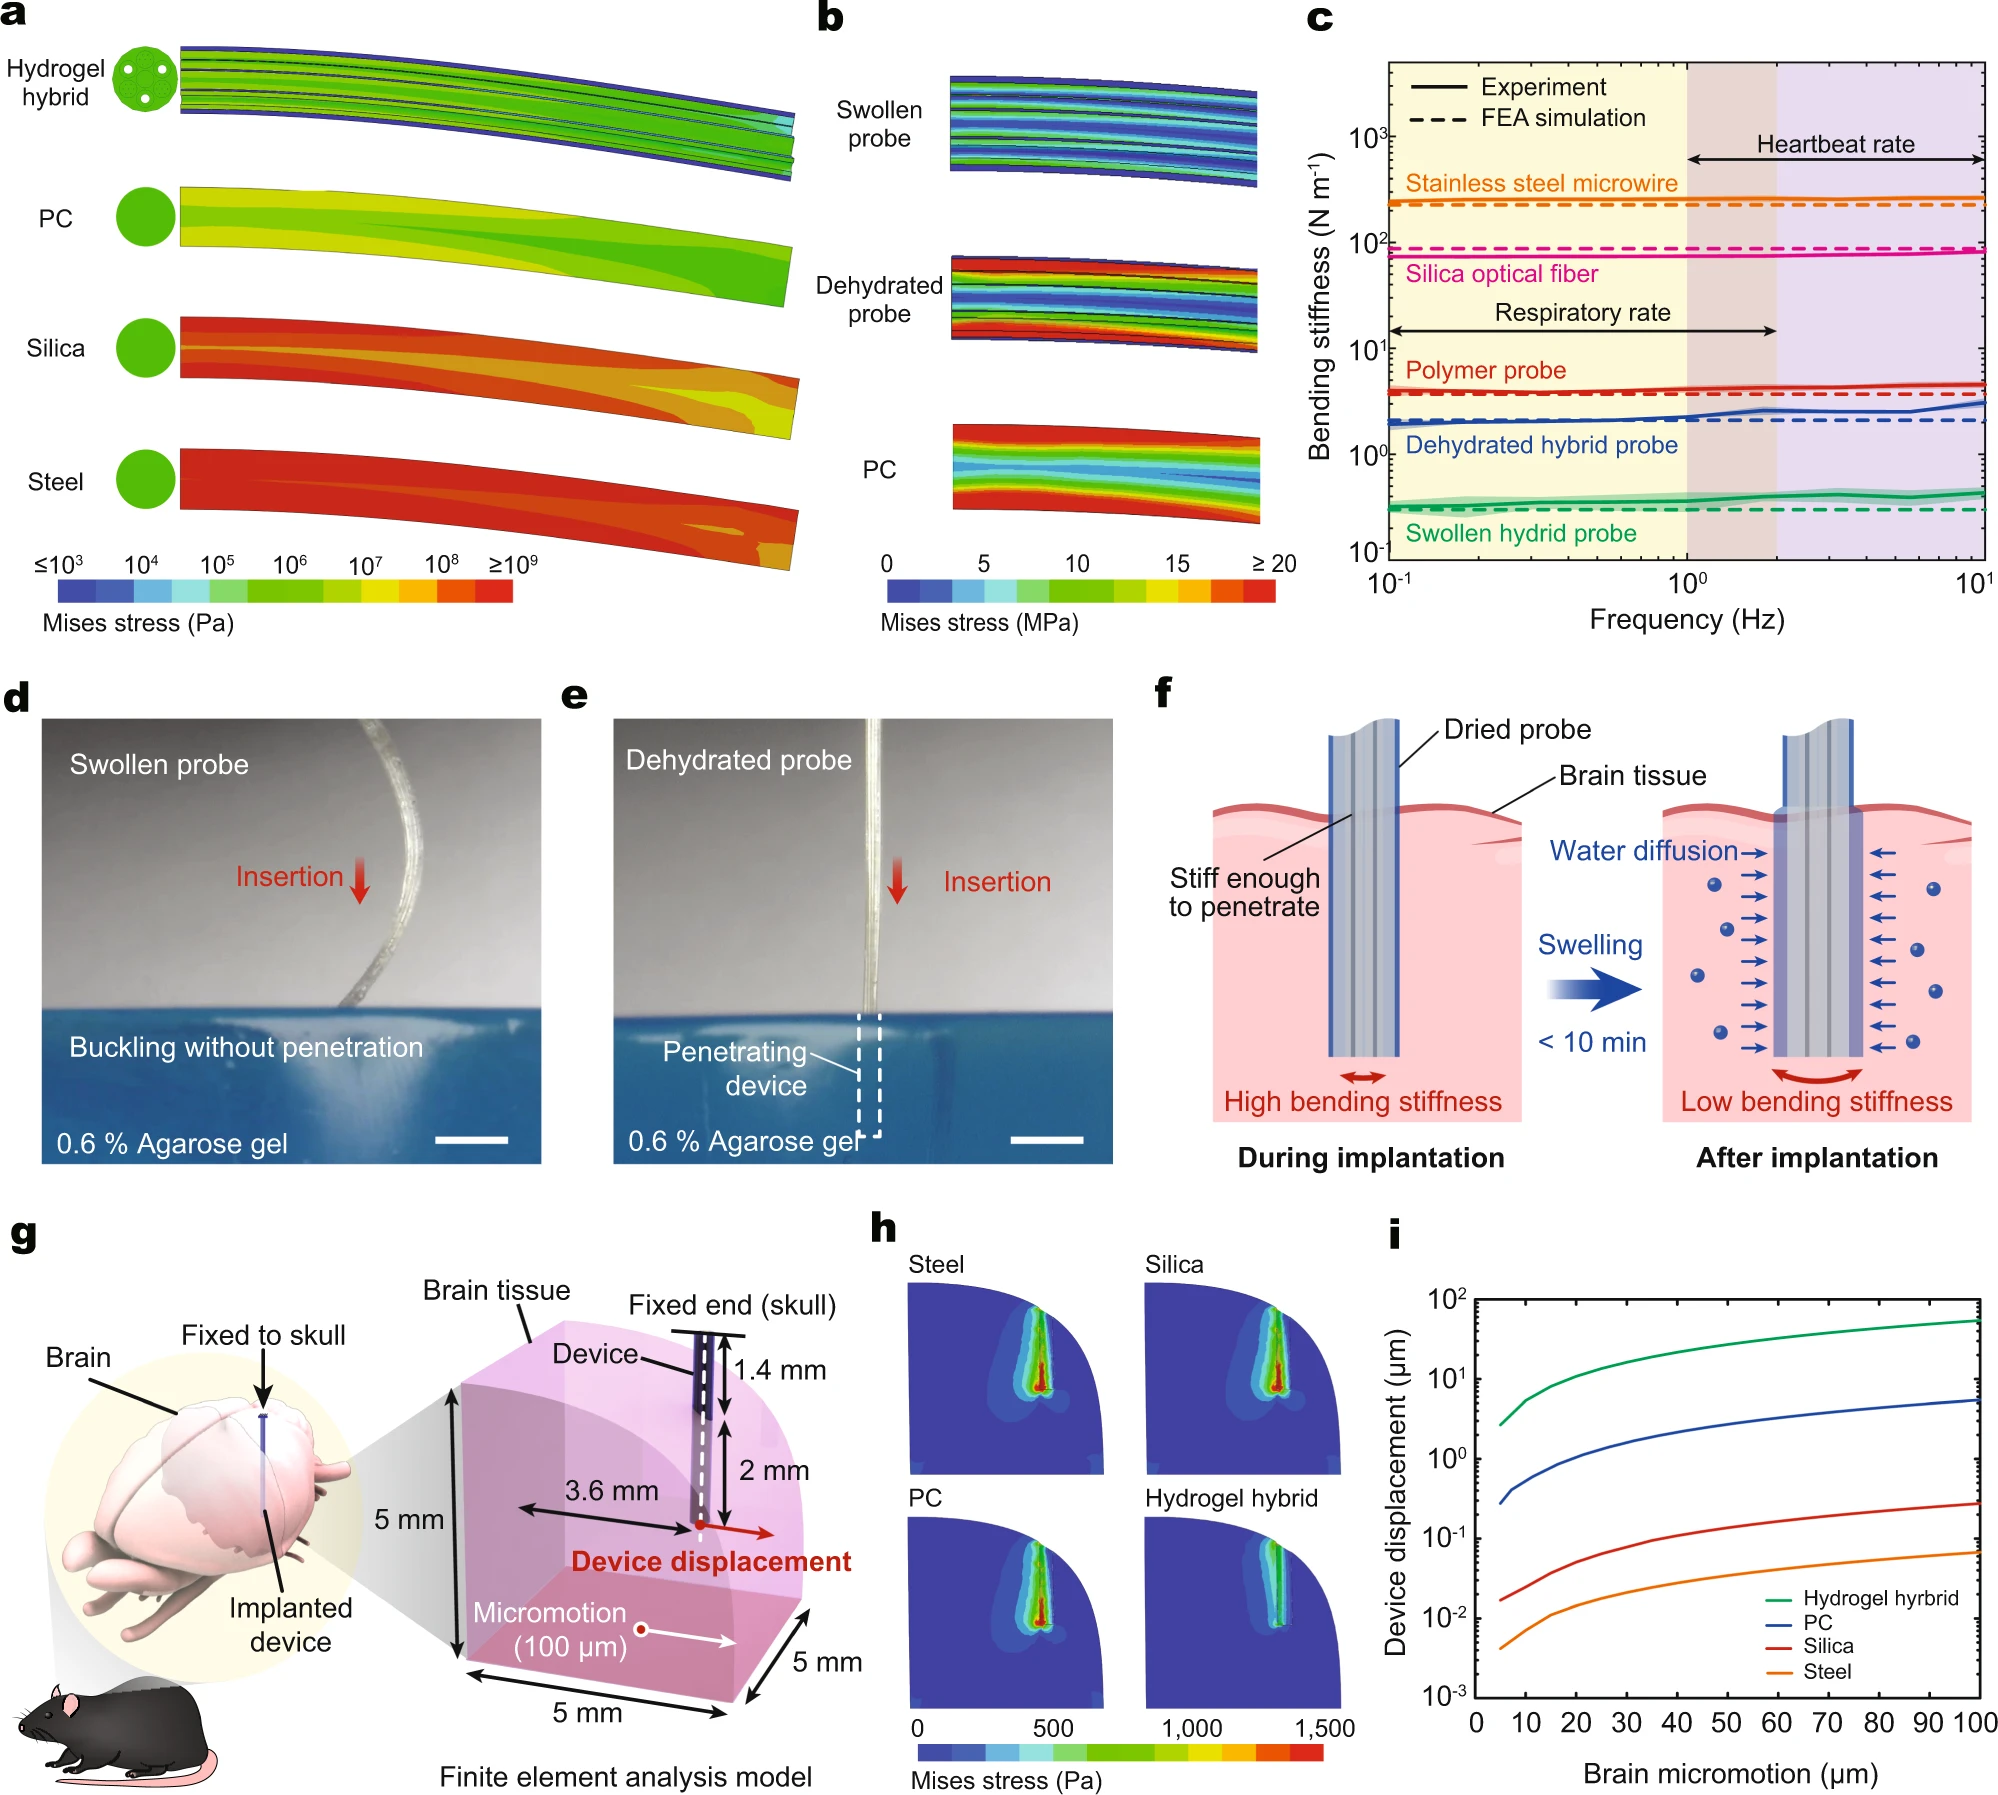 a
Hydrogel
hybrid
PC
Silica
Steel
≤10³ 10⁴ 10⁵ 10⁶ 10⁷ 10⁸ ≥10⁹
Mises stress (Pa)
b
Swollen
probe
Dehydrated
probe
PC
0 5 10 15 ≥ 20
Mises stress (MPa)
c
Experiment
FEA simulation
Heartbeat rate
Stainless steel microwire
Silica optical fiber
Respiratory rate
Polymer probe
Dehydrated hybrid probe
Swollen hydrid probe
10³
10²
10¹
10⁰
10⁻¹
Bending stiffness (N m⁻¹)
10⁻¹ 10⁰ 10¹
Frequency (Hz)
d
Swollen probe
Insertion
Buckling without penetration
0.6 % Agarose gel
e
Dehydrated probe
Insertion
Penetrating
device
0.6 % Agarose gel
f
Dried probe
Brain tissue
Stiff enough
to penetrate
High bending stiffness
During implantation
Swelling
< 10 min
Water diffusion
Low bending stiffness
After implantation
g
Brain
Fixed to skull
Implanted
device
Brain tissue
Fixed end (skull)
Device
1.4 mm
2 mm
3.6 mm
5 mm
Device displacement
Micromotion
(100 µm)
5 mm
5 mm
Finite element analysis model
h
Steel
Silica
PC
Hydrogel hybrid
0 500 1,000 1,500
Mises stress (Pa)
i
10²
10¹
10⁰
10⁻¹
10⁻²
10⁻³
Device displacement (µm)
Hydrogel hyrbrid
PC
Silica
Steel
0 10 20 30 40 50 60 70 80 90 100
Brain micromotion (µm)